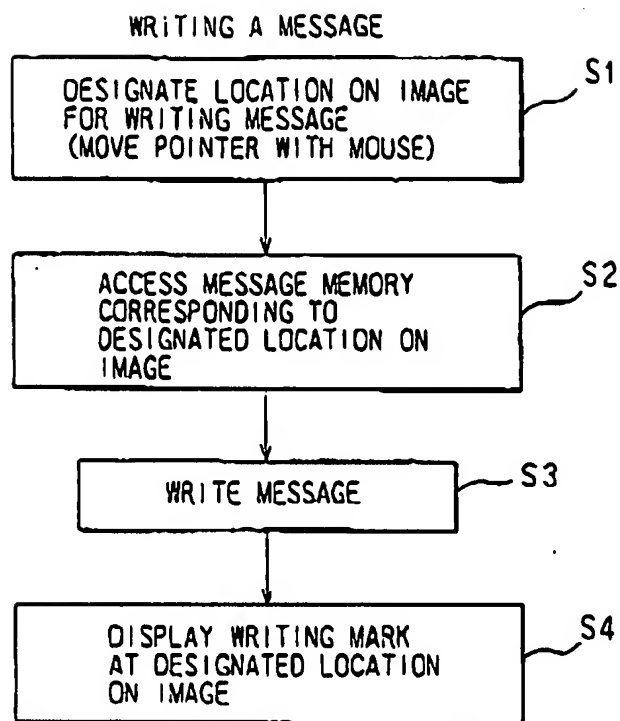 WRITING A MESSAGE
S1
DESIGNATE LOCATION ON IMAGE
FOR WRITING MESSAGE
(MOVE POINTER WITH MOUSE)
S2
ACCESS MESSAGE MEMORY
CORRESPONDING TO
DESIGNATED LOCATION ON
IMAGE
WRITE MESSAGE
S3
DISPLAY WRITING MARK
AT DESIGNATED LOCATION
ON IMAGE
S4